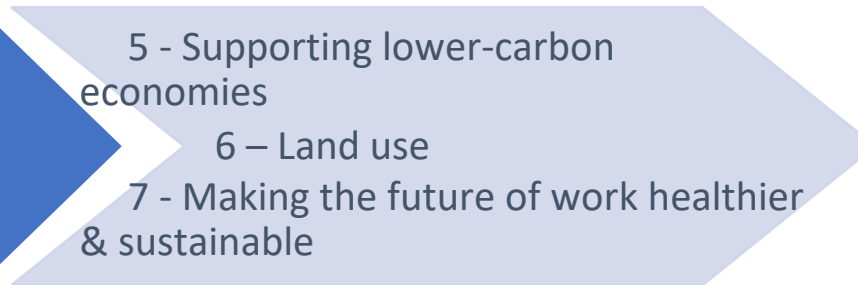 5 - Supporting lower-carbon
economies
6 – Land use
7 - Making the future of work healthier
& sustainable